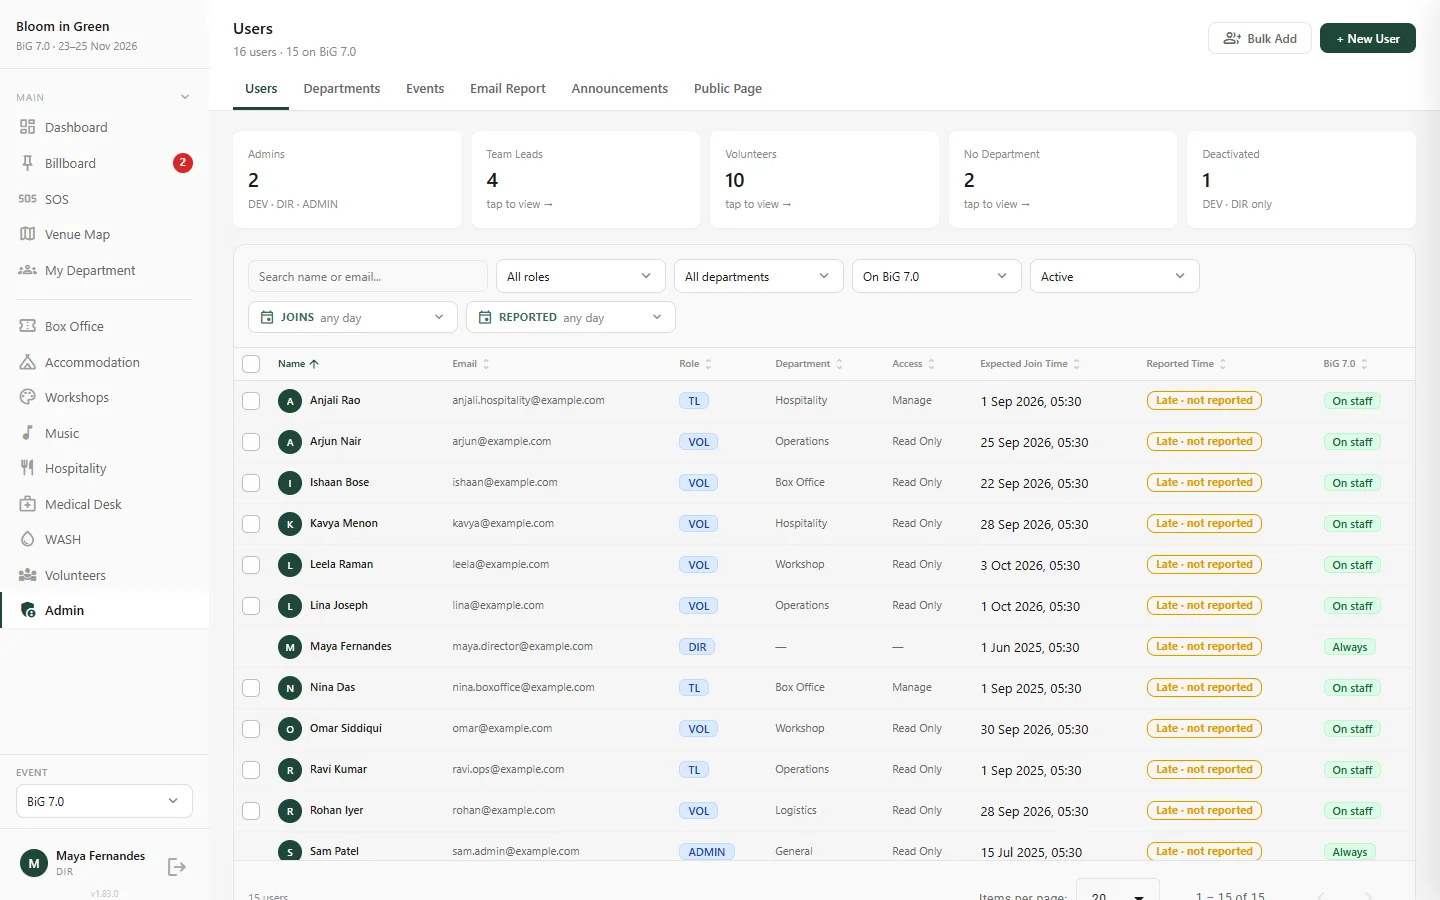 Bloom in Green
BiG 7.0 · 23–25 Nov 2026
MAIN
Dashboard
Billboard
2
SOS SOS
Venue Map
My Department
Box Office
Accommodation
Workshops
Music
Hospitality
Medical Desk
WASH
Volunteers
Admin
EVENT
BiG 7.0
M Maya Fernandes
DIR
v1.83.0
Users
16 users · 15 on BiG 7.0
Bulk Add
+ New User
Users Departments Events Email Report Announcements Public Page
Admins
2
DEV · DIR · ADMIN
Team Leads
4
tap to view →
Volunteers
10
tap to view →
No Department
2
tap to view →
Deactivated
1
DEV · DIR only
Search name or email... All roles All departments On BiG 7.0 Active
JOINS any day REPORTED any day
Name Email Role Department Access Expected Join Time Reported Time BiG 7.0
A Anjali Rao anjali.hospitality@example.com TL Hospitality Manage 1 Sep 2026, 05:30 Late · not reported On staff
A Arjun Nair arjun@example.com VOL Operations Read Only 25 Sep 2026, 05:30 Late · not reported On staff
I Ishaan Bose ishaan@example.com VOL Box Office Read Only 22 Sep 2026, 05:30 Late · not reported On staff
K Kavya Menon kavya@example.com VOL Hospitality Read Only 28 Sep 2026, 05:30 Late · not reported On staff
L Leela Raman leela@example.com VOL Workshop Read Only 3 Oct 2026, 05:30 Late · not reported On staff
L Lina Joseph lina@example.com VOL Operations Read Only 1 Oct 2026, 05:30 Late · not reported On staff
M Maya Fernandes maya.director@example.com DIR — — 1 Jun 2025, 05:30 Late · not reported Always
N Nina Das nina.boxoffice@example.com TL Box Office Manage 1 Sep 2025, 05:30 Late · not reported On staff
O Omar Siddiqui omar@example.com VOL Workshop Read Only 30 Sep 2026, 05:30 Late · not reported On staff
R Ravi Kumar ravi.ops@example.com TL Operations Read Only 1 Sep 2025, 05:30 Late · not reported On staff
R Rohan Iyer rohan@example.com VOL Logistics Read Only 28 Sep 2026, 05:30 Late · not reported On staff
S Sam Patel sam.admin@example.com ADMIN General Read Only 15 Jul 2025, 05:30 Late · not reported Always
15 users Items per page: 20 1 – 15 of 15